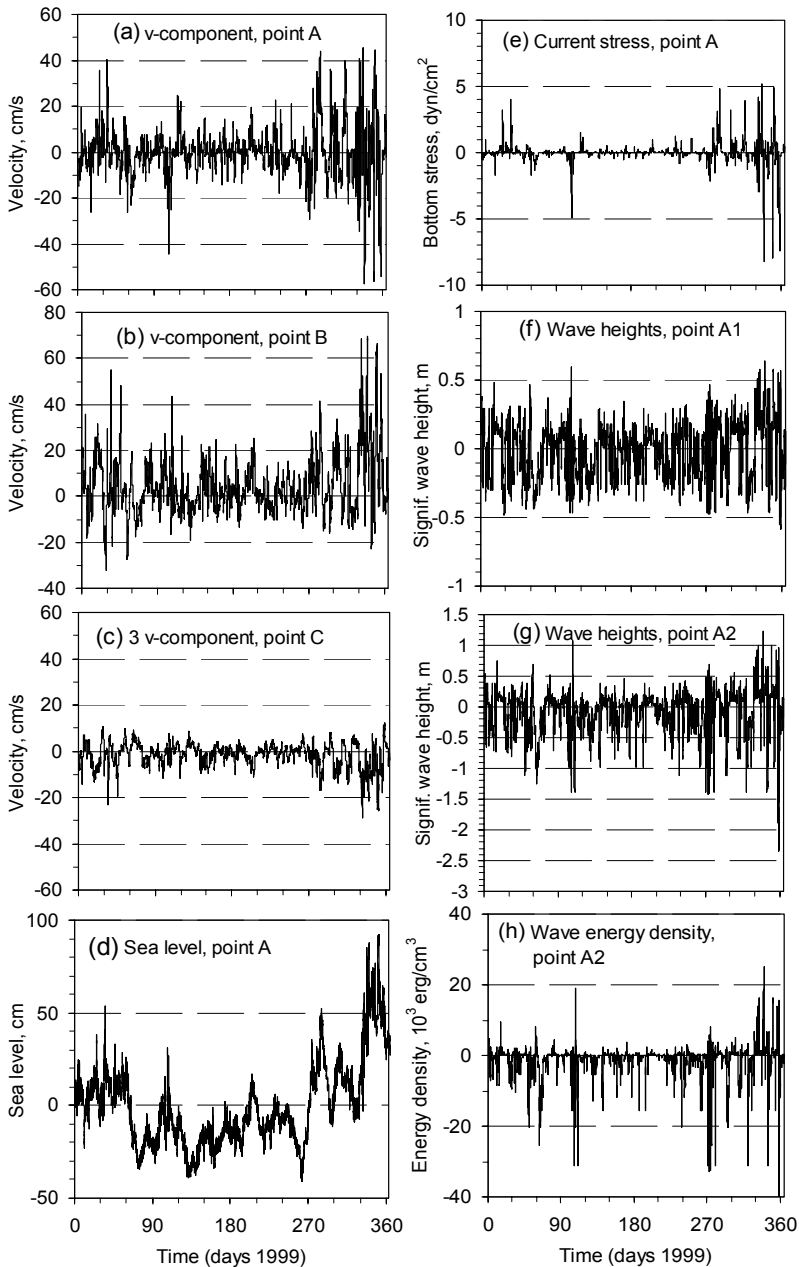 (a) v-component, point A
Velocity, cm/s
60
40
20
0
-20
-40
-60
(b) v-component, point B
Velocity, cm/s
80
60
40
20
0
-20
-40
(c) 3 v-component, point C
Velocity, cm/s
60
40
20
0
-20
-40
-60
(d) Sea level, point A
Sea level, cm
100
50
0
-50
0 90 180 270 360
Time (days 1999)
(e) Current stress, point A
Bottom stress, dyn/cm²
10
5
0
-5
-10
(f) Wave heights, point A1
Signif. wave height, m
1
0.5
0
-0.5
-1
(g) Wave heights, point A2
Signif. wave height, m
1.5
1
0.5
0
-0.5
-1
-1.5
-2
-2.5
-3
(h) Wave energy density,
point A2
Energy density, 10³ erg/cm³
40
20
0
-20
-40
0 90 180 270 360
Time (days 1999)